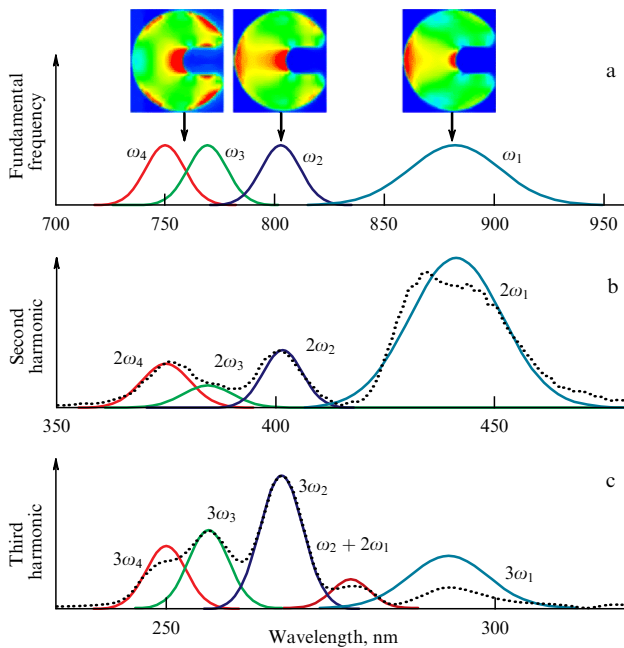 a
Fundamental
frequency
ω₄
ω₃
ω₂
ω₁
700
750
800
850
900
950
b
Second
harmonic
2ω₄
2ω₃
2ω₂
2ω₁
350
400
450
c
Third
harmonic
3ω₄
3ω₃
3ω₂
ω₂ + 2ω₁
3ω₁
250
300
Wavelength, nm